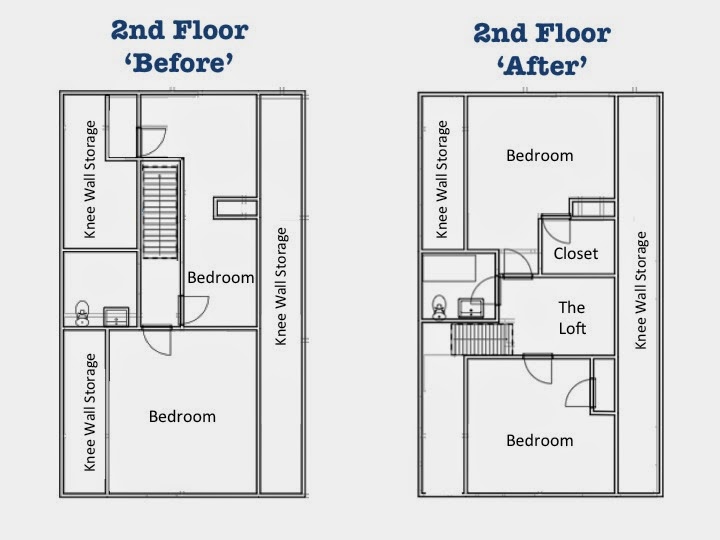 2nd Floor
‘Before’
Knee Wall Storage
Bedroom
Knee Wall Storage
Knee Wall Storage
Bedroom
2nd Floor
‘After’
Knee Wall Storage
Bedroom
Closet
Knee Wall Storage
The
Loft
Bedroom